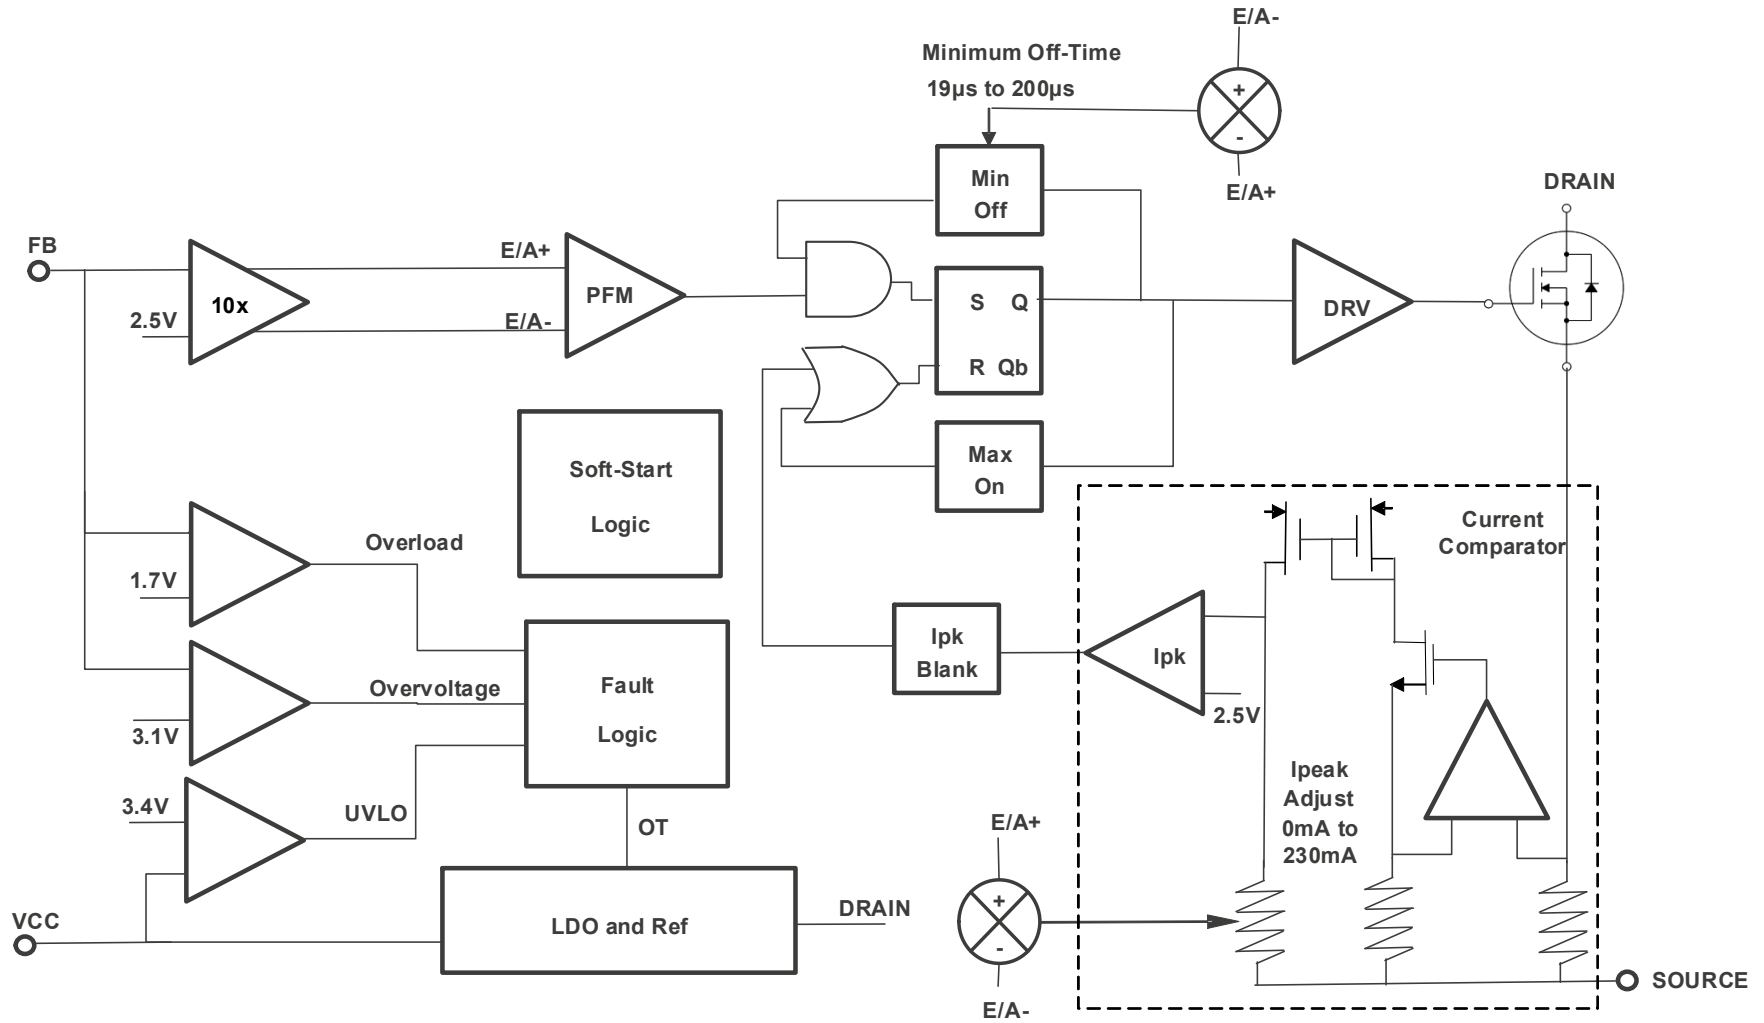 E/A-
Minimum Off-Time
19µs to 200µs
+
-
E/A+
Min
Off
DRAIN
FB
E/A+
10x
PFM
2.5V
E/A-
S Q
R Qb
DRV
Soft-Start
Logic
Max
On
Current
Comparator
Overload
1.7V
Ipk
Blank
Ipk
2.5V
Fault
Logic
Overvoltage
3.1V
3.4V
UVLO
OT
Ipeak
Adjust
0mA to
230mA
E/A+
+
-
E/A-
VCC
LDO and Ref
DRAIN
SOURCE